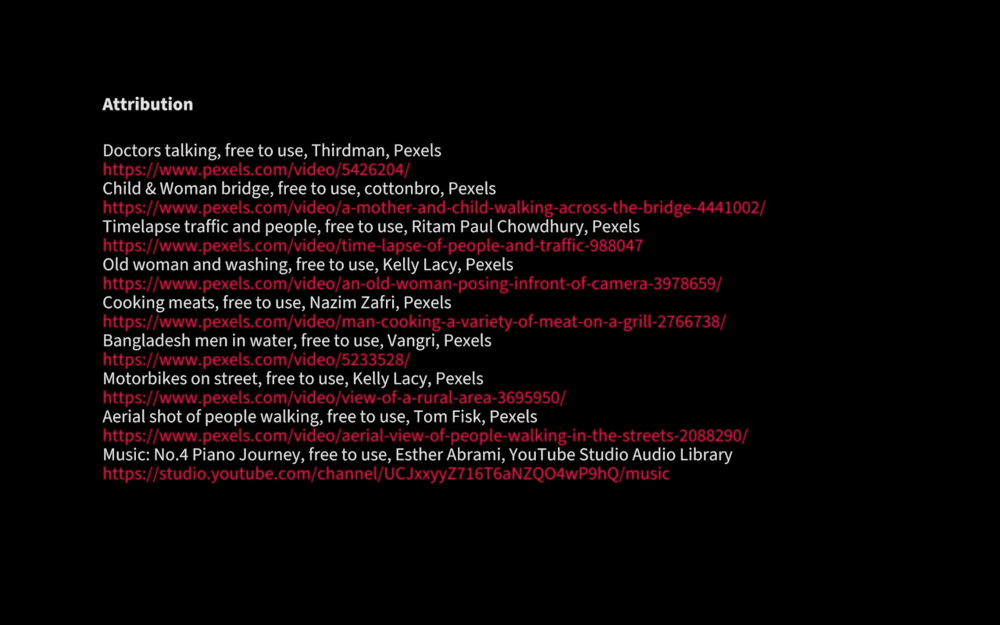 Attribution
Doctors talking, free to use, Thirdman, Pexels
https://www.pexels.com/video/5426204/
Child & Woman bridge, free to use, cottonbro, Pexels
https://www.pexels.com/video/a-mother-and-child-walking-across-the-bridge-4441002/
Timelapse traffic and people, free to use, Ritam Paul Chowdhury, Pexels
https://www.pexels.com/video/time-lapse-of-people-and-traffic-988047
Old woman and washing, free to use, Kelly Lacy, Pexels
https://www.pexels.com/video/an-old-woman-posing-infront-of-camera-3978659/
Cooking meats, free to use, Nazim Zafri, Pexels
https://www.pexels.com/video/man-cooking-a-variety-of-meat-on-a-grill-2766738/
Bangladesh men in water, free to use, Vangri, Pexels
https://www.pexels.com/video/5233528/
Motorbikes on street, free to use, Kelly Lacy, Pexels
https://www.pexels.com/video/view-of-a-rural-area-3695950/
Aerial shot of people walking, free to use, Tom Fisk, Pexels
https://www.pexels.com/video/aerial-view-of-people-walking-in-the-streets-2088290/
Music: No.4 Piano Journey, free to use, Esther Abrami, YouTube Studio Audio Library
https://studio.youtube.com/channel/UCJxxyyZ716T6aNZQO4wP9hQ/music